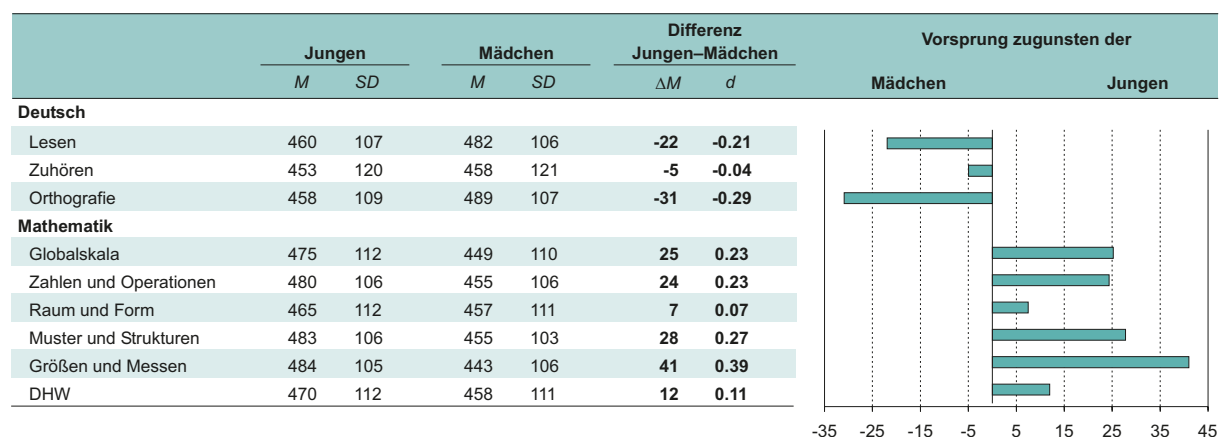 Differenz
Jungen Mädchen Jungen–Mädchen Vorsprung zugunsten der
M SD M SD ΔM d Mädchen Jungen
Deutsch
Lesen 460 107 482 106 -22 -0.21
Zuhören 453 120 458 121 -5 -0.04
Orthografie 458 109 489 107 -31 -0.29
Mathematik
Globalskala 475 112 449 110 25 0.23
Zahlen und Operationen 480 106 455 106 24 0.23
Raum und Form 465 112 457 111 7 0.07
Muster und Strukturen 483 106 455 103 28 0.27
Größen und Messen 484 105 443 106 41 0.39
DHW 470 112 458 111 12 0.11
-35 -25 -15 -5 5 15 25 35 45